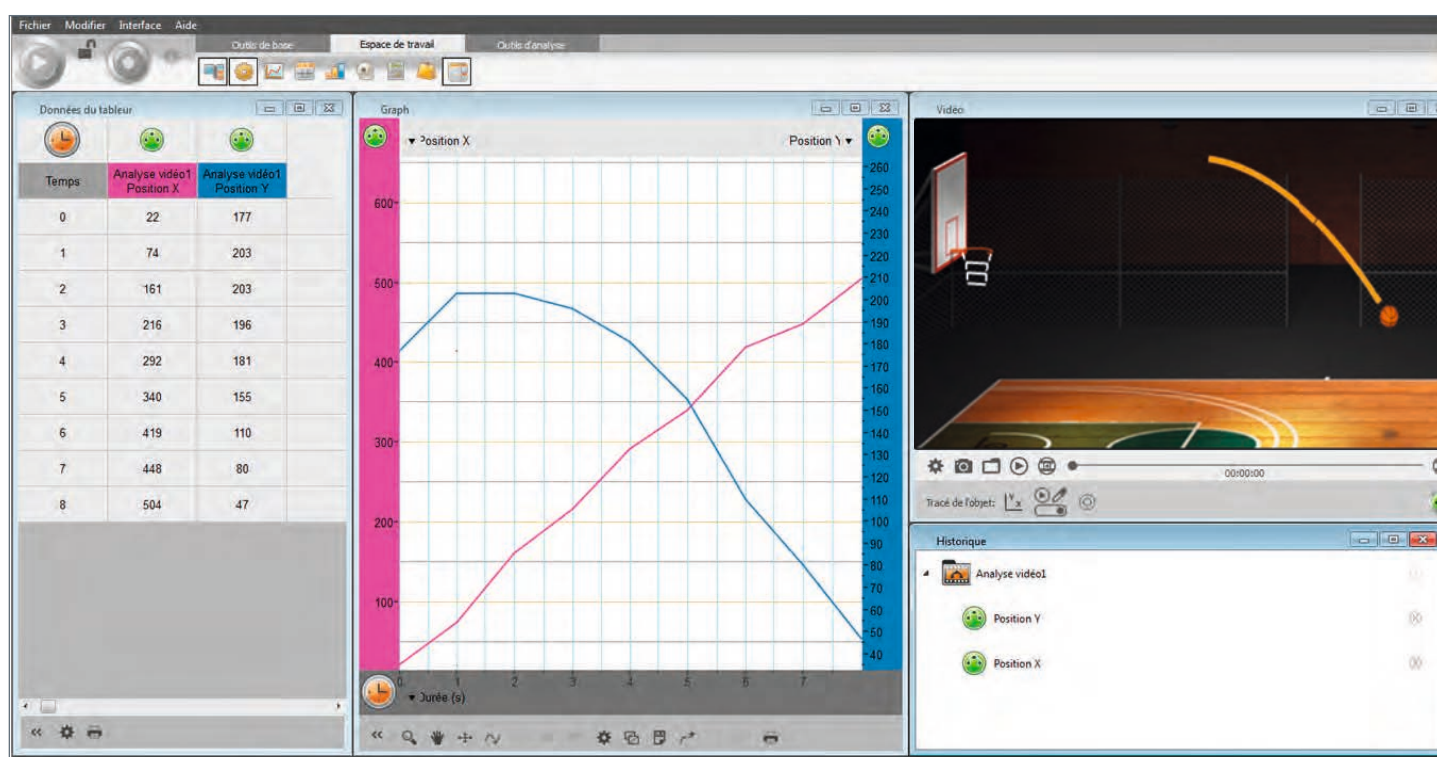 Fichier Modifier Interface Aide
Outils de base Espace de travail Outils d'analyse
Données du tableur
Temps Analyse vidéo1 Position X Analyse vidéo1 Position Y
0 22 177
1 74 203
2 161 203
3 216 196
4 292 181
5 340 155
6 419 110
7 448 80
8 504 47
Graph
Position X Position Y
600
500
400
300
200
100
260
250
240
230
220
210
200
190
180
170
160
150
140
130
120
110
100
90
80
70
60
50
40
0 1 2 3 4 5 6 7
Durée (s)
Vidéo
00:00:00
Tracé de l'objet:
Historique
Analyse vidéo1
Position Y
Position X